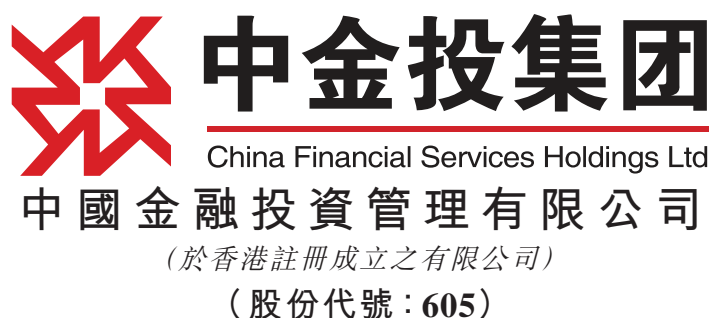 中金投集团
China Financial Services Holdings Ltd
中國金融投資管理有限公司
(於香港註冊成立之有限公司)
（股份代號：605）